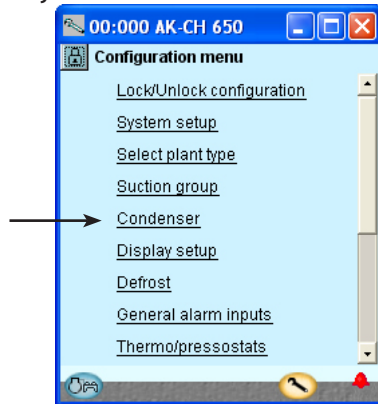 00:000 AK-CH 650
Configuration menu
Lock/Unlock configuration
System setup
Select plant type
Suction group
Condenser
Display setup
Defrost
General alarm inputs
Thermo/pressostats